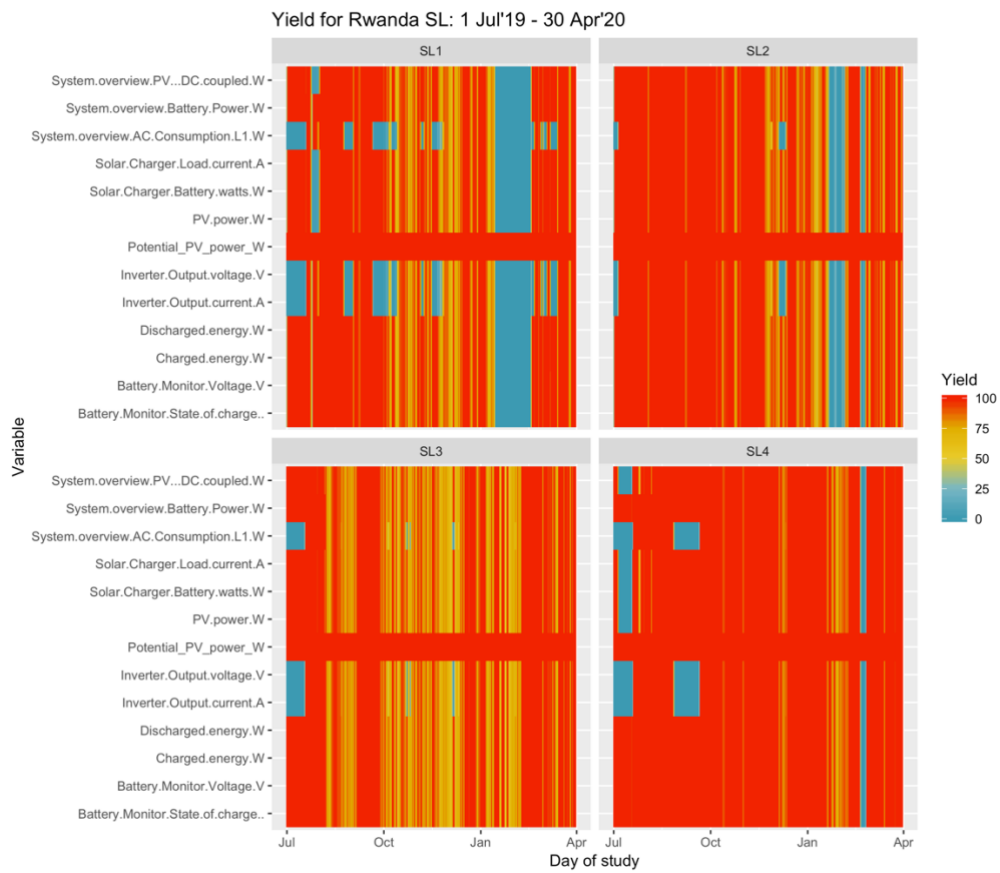 Yield for Rwanda SL: 1 Jul'19 - 30 Apr'20
SL1
SL2
System.overview.PV...DC.coupled.W
System.overview.Battery.Power.W
System.overview.AC.Consumption.L1.W
Solar.Charger.Load.current.A
Solar.Charger.Battery.watts.W
PV.power.W
Potential_PV_power_W
Inverter.Output.voltage.V
Inverter.Output.current.A
Discharged.energy.W
Charged.energy.W
Battery.Monitor.Voltage.V
Battery.Monitor.State.of.charge..
Variable
SL3
SL4
System.overview.PV...DC.coupled.W
System.overview.Battery.Power.W
System.overview.AC.Consumption.L1.W
Solar.Charger.Load.current.A
Solar.Charger.Battery.watts.W
PV.power.W
Potential_PV_power_W
Inverter.Output.voltage.V
Inverter.Output.current.A
Discharged.energy.W
Charged.energy.W
Battery.Monitor.Voltage.V
Battery.Monitor.State.of.charge..
Jul Oct Jan Apr Jul Oct Jan Apr
Day of study
Yield
100
75
50
25
0